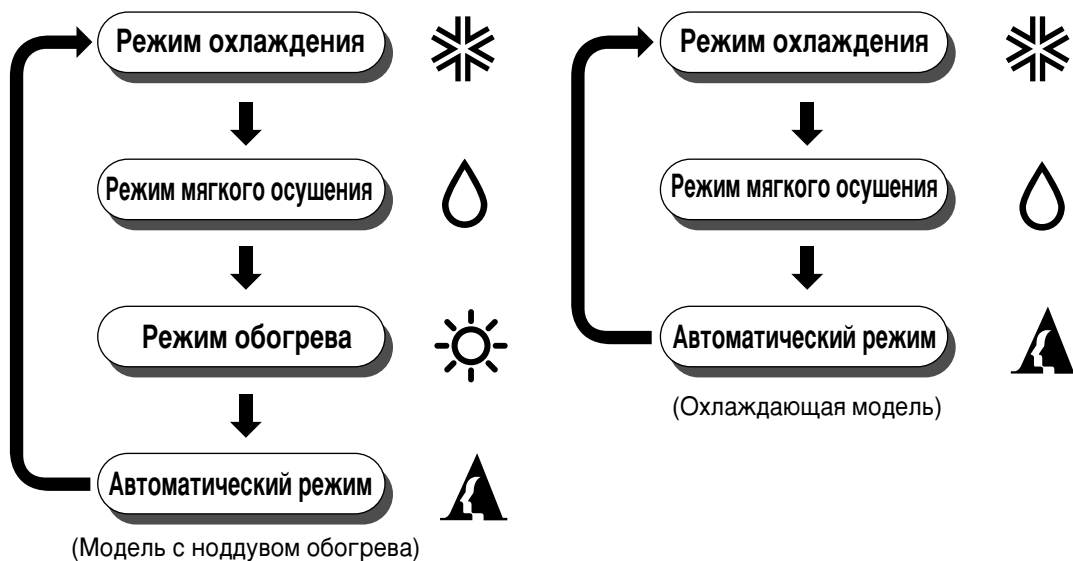 Режим охлаждения
Режим мягкого осушения
Режим обогрева
Автоматический режим
(Модель с ноддувом обогрева)
Режим охлаждения
Режим мягкого осушения
Автоматический режим
(Охлаждающая модель)